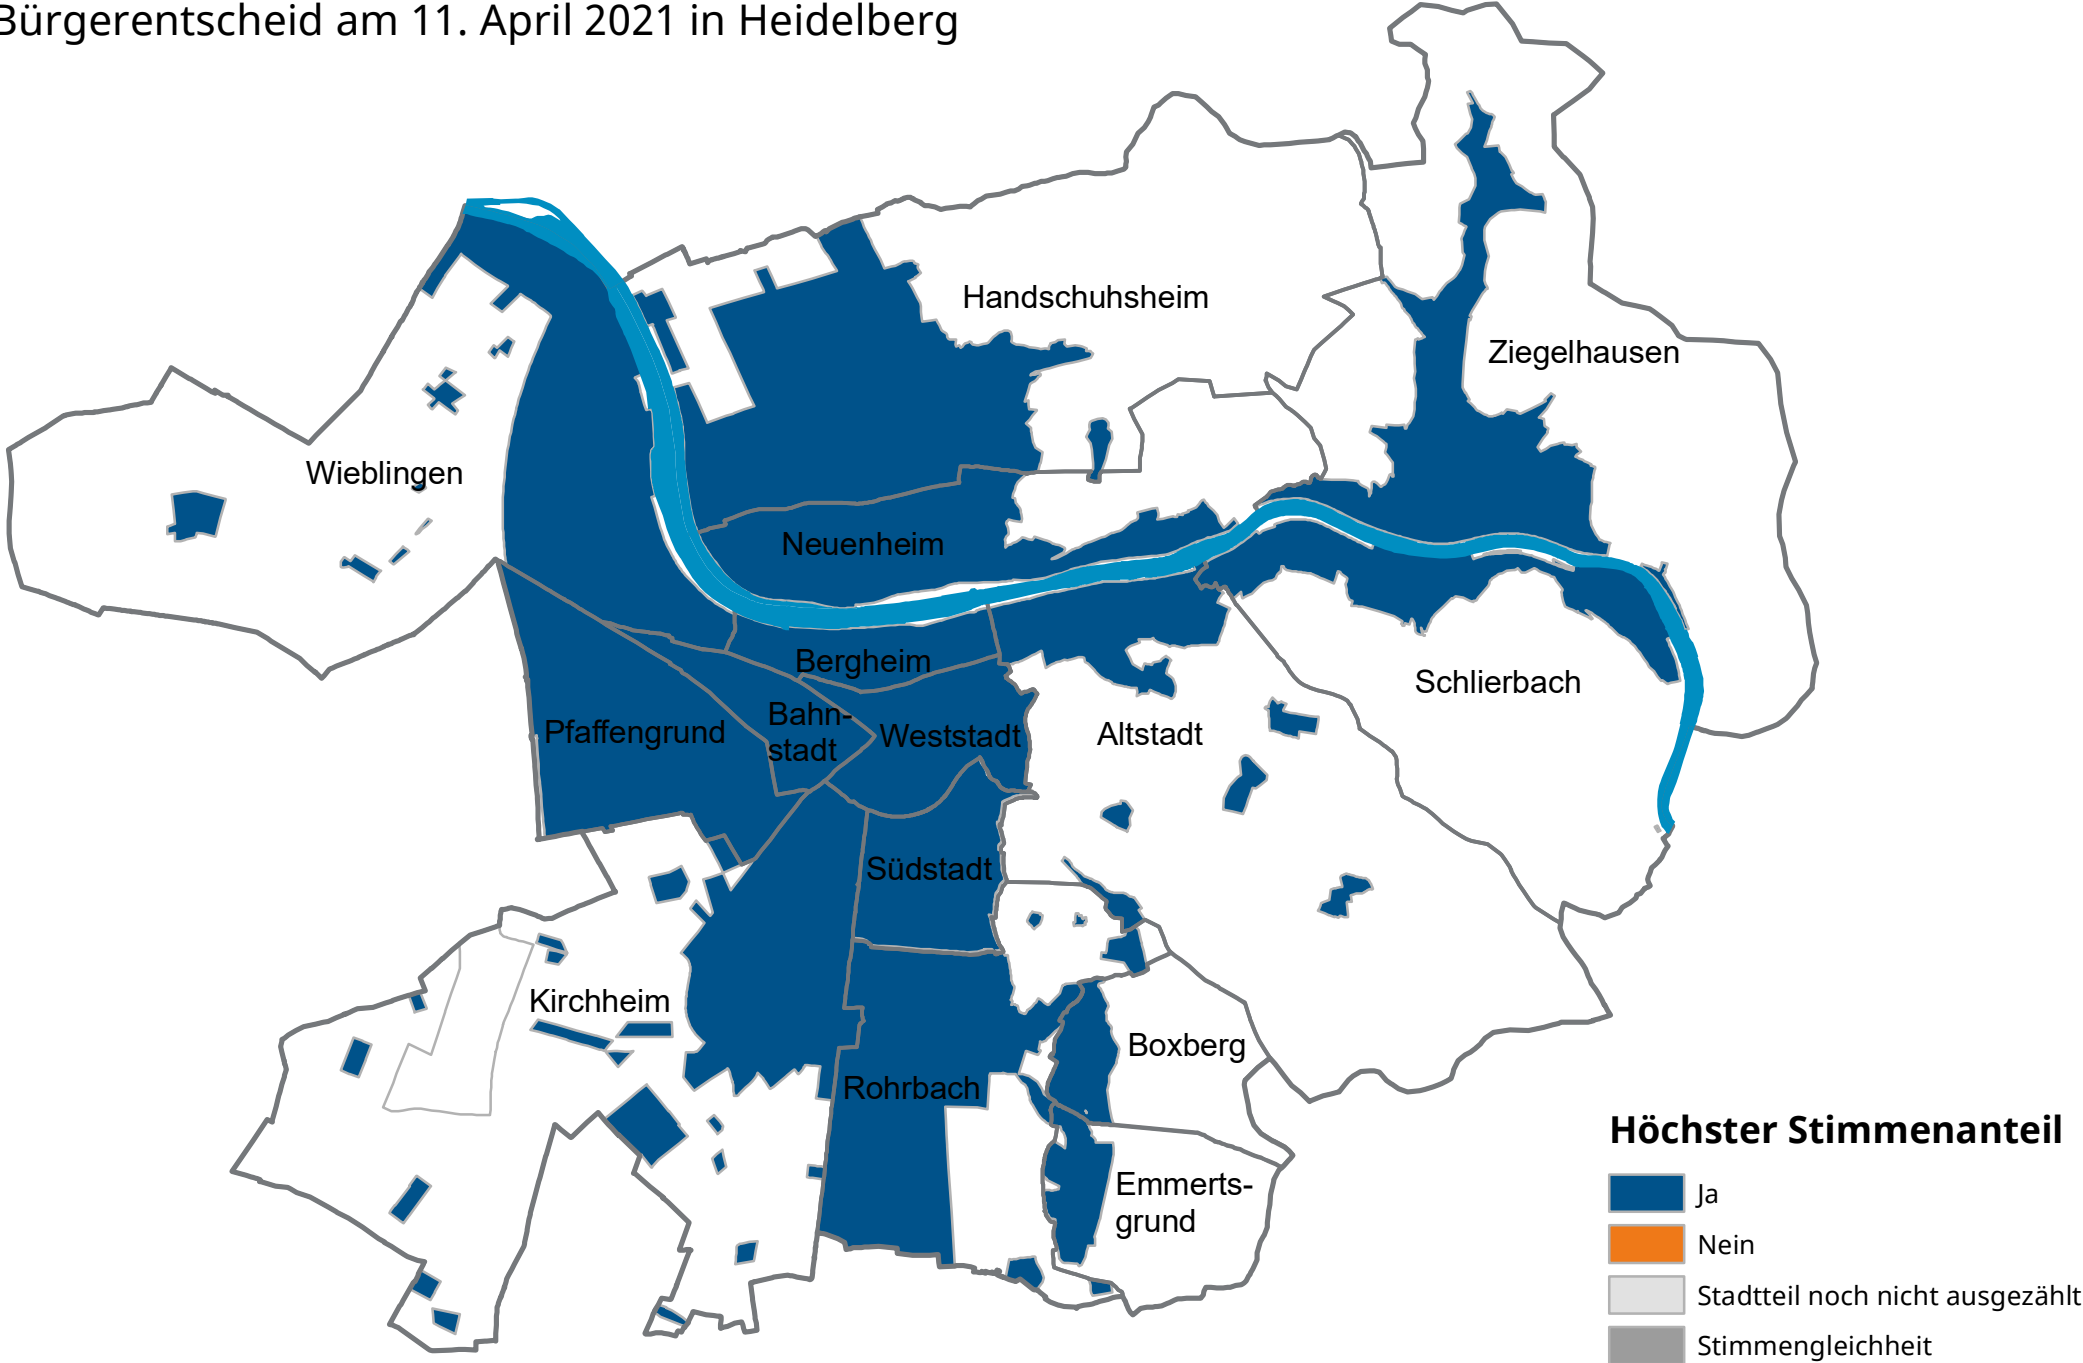 Bürgerentscheid am 11. April 2021 in Heidelberg
Handschuhsheim
Ziegelhausen
Wieblingen
Neuenheim
Bergheim
Schlierbach
Pfaffengrund
Bahn-
stadt
Weststadt
Altstadt
Südstadt
Kirchheim
Boxberg
Rohrbach
Emmerts-
grund
Höchster Stimmenanteil
Ja
Nein
Stadtteil noch nicht ausgezählt
Stimmengleichheit